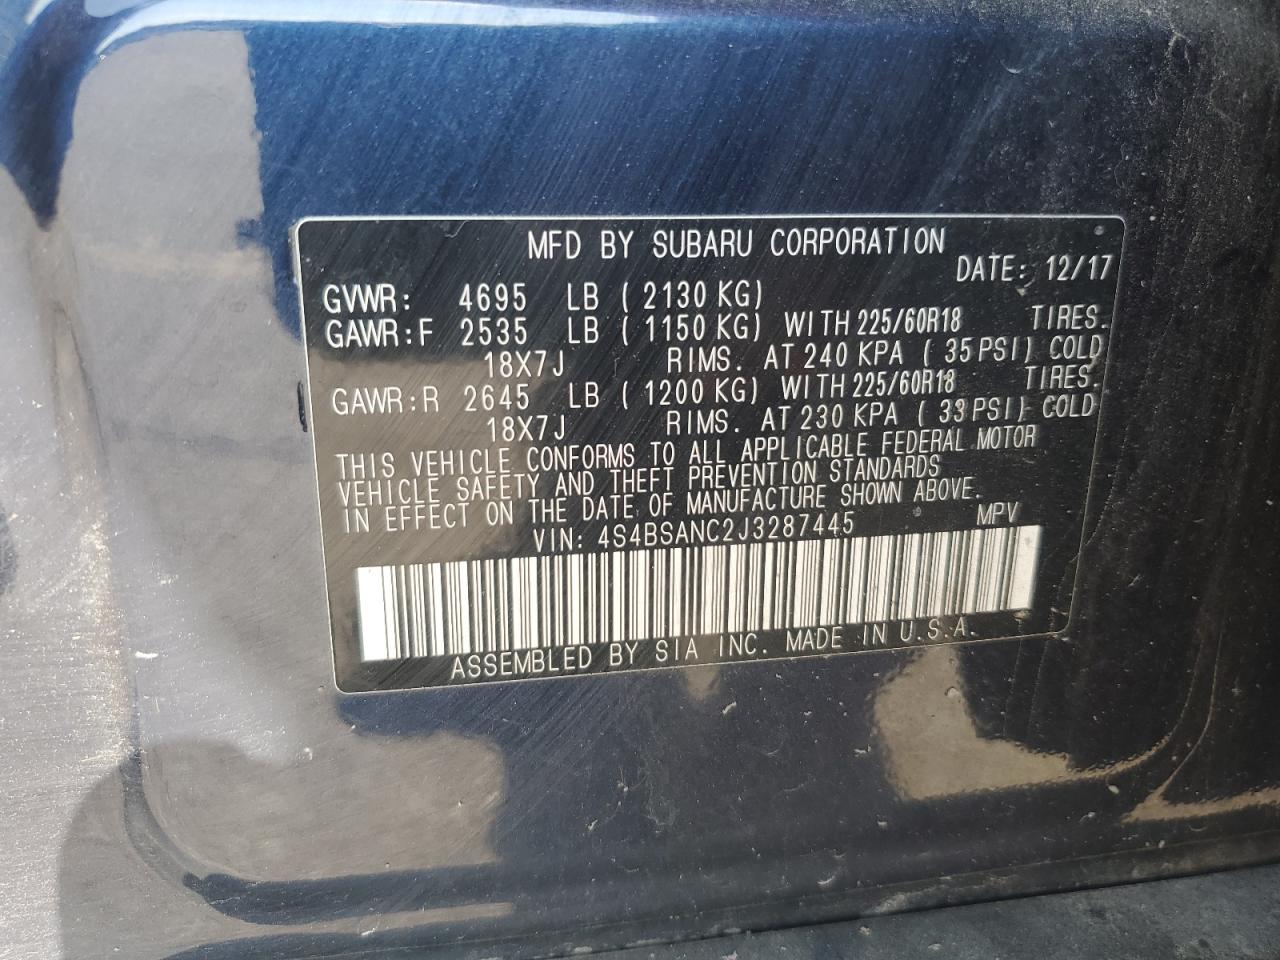 MFD BY SUBARU CORPORATION
DATE: 12/17
GVWR: 4695 LB (2130 KG)
GAWR:F 2535 LB (1150 KG) WITH 225/60R18 TIRES.
18X7J RIMS. AT 240 KPA (35 PSI) COLD
GAWR:R 2645 LB (1200 KG) WITH 225/60R18 TIRES.
18X7J RIMS. AT 230 KPA (33 PSI) COLD
THIS VEHICLE CONFORMS TO ALL APPLICABLE FEDERAL MOTOR
VEHICLE SAFETY AND THEFT PREVENTION STANDARDS
IN EFFECT ON THE DATE OF MANUFACTURE SHOWN ABOVE.
VIN: 4S4BSANC2J3287445 MPV
ASSEMBLED BY SIA INC. MADE IN U.S.A.